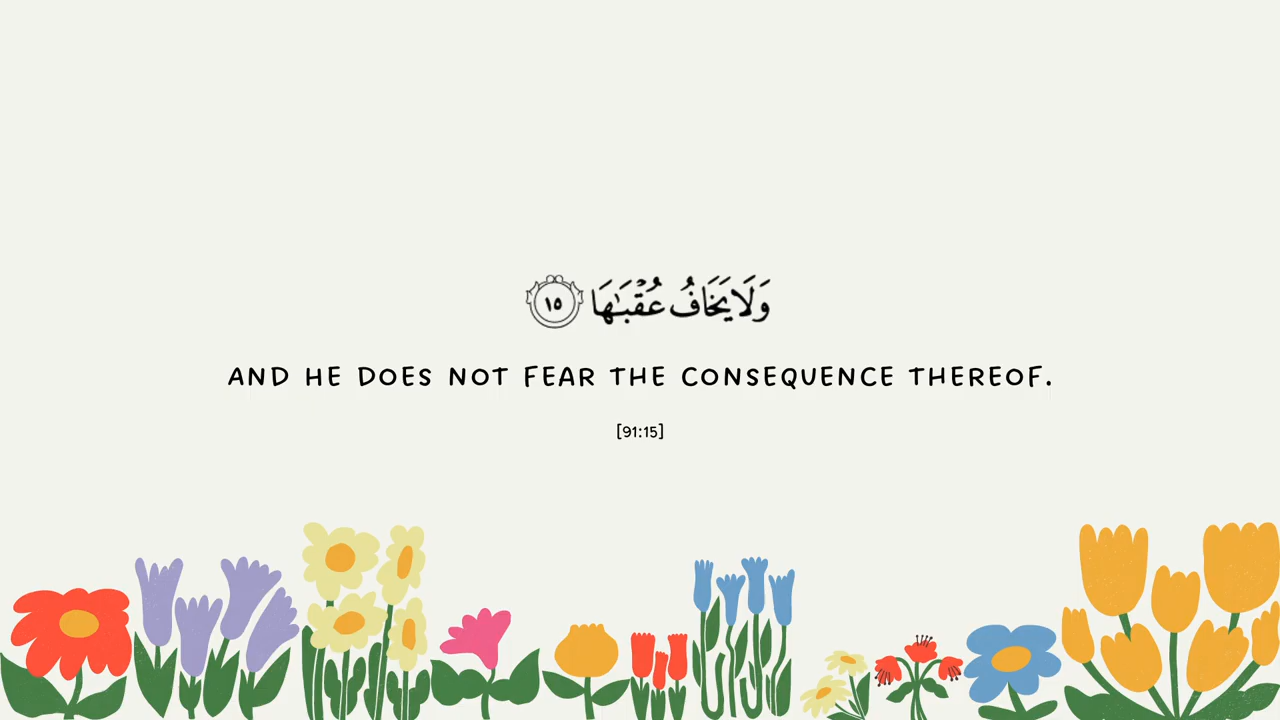 وَلَا يَخَافُ عُقْبَـٰهَا ١٥
AND HE DOES NOT FEAR THE CONSEQUENCE THEREOF.
[91:15]